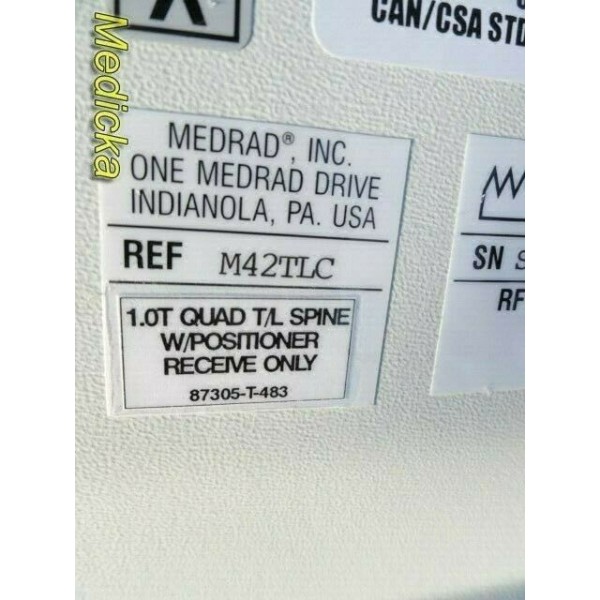 Medicka
CAN/CSA STD
MEDRAD®, INC.
ONE MEDRAD DRIVE
INDIANOLA, PA. USA
REF M42TLC
1.0T QUAD T/L SPINE
W/POSITIONER
RECEIVE ONLY
87305-T-483
SN S
RF